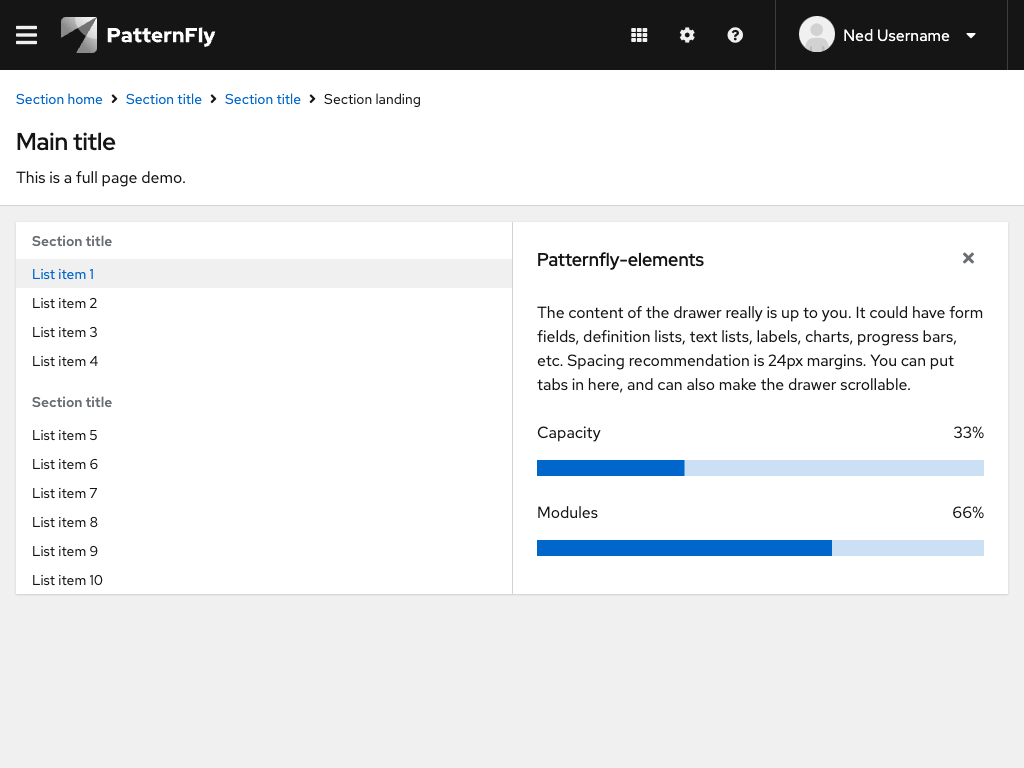 PatternFly
Ned Username
Section home Section title Section title Section landing
Main title
This is a full page demo.
Section title
List item 1
List item 2
List item 3
List item 4
Section title
List item 5
List item 6
List item 7
List item 8
List item 9
List item 10
Patternfly-elements
The content of the drawer really is up to you. It could have form
fields, definition lists, text lists, labels, charts, progress bars,
etc. Spacing recommendation is 24px margins. You can put
tabs in here, and can also make the drawer scrollable.
Capacity 33%
Modules 66%